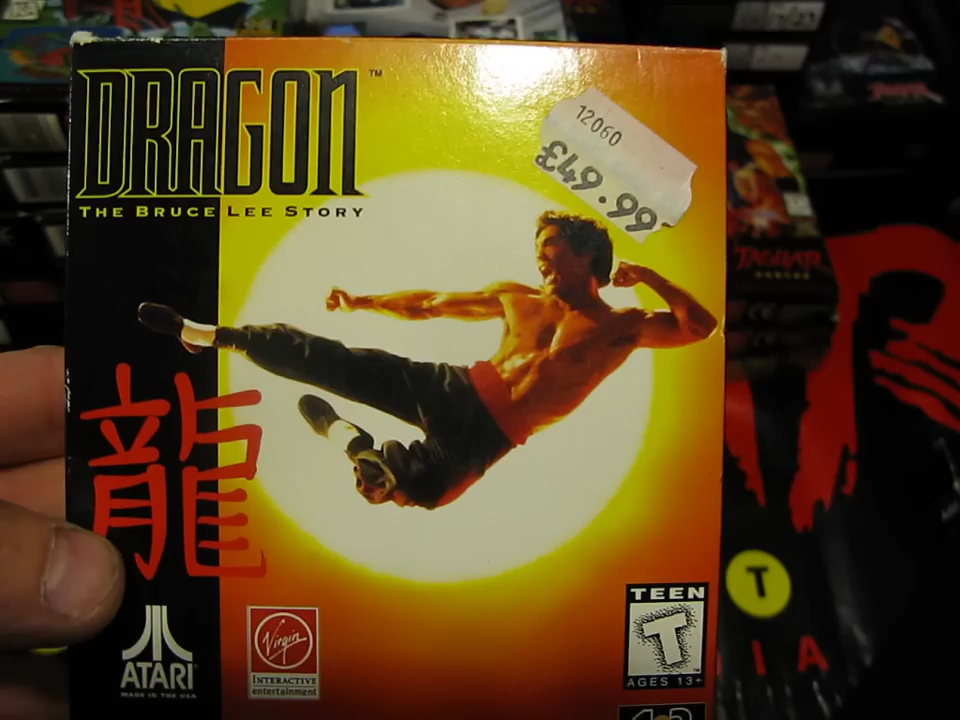 DRAGON™
THE BRUCE LEE STORY
12060
£49.99
龍
JAGUAR
ATARI
MADE IN THE USA
Virgin
INTERACTIVE
entertainment
TEEN
T
AGES 13+
T
I A